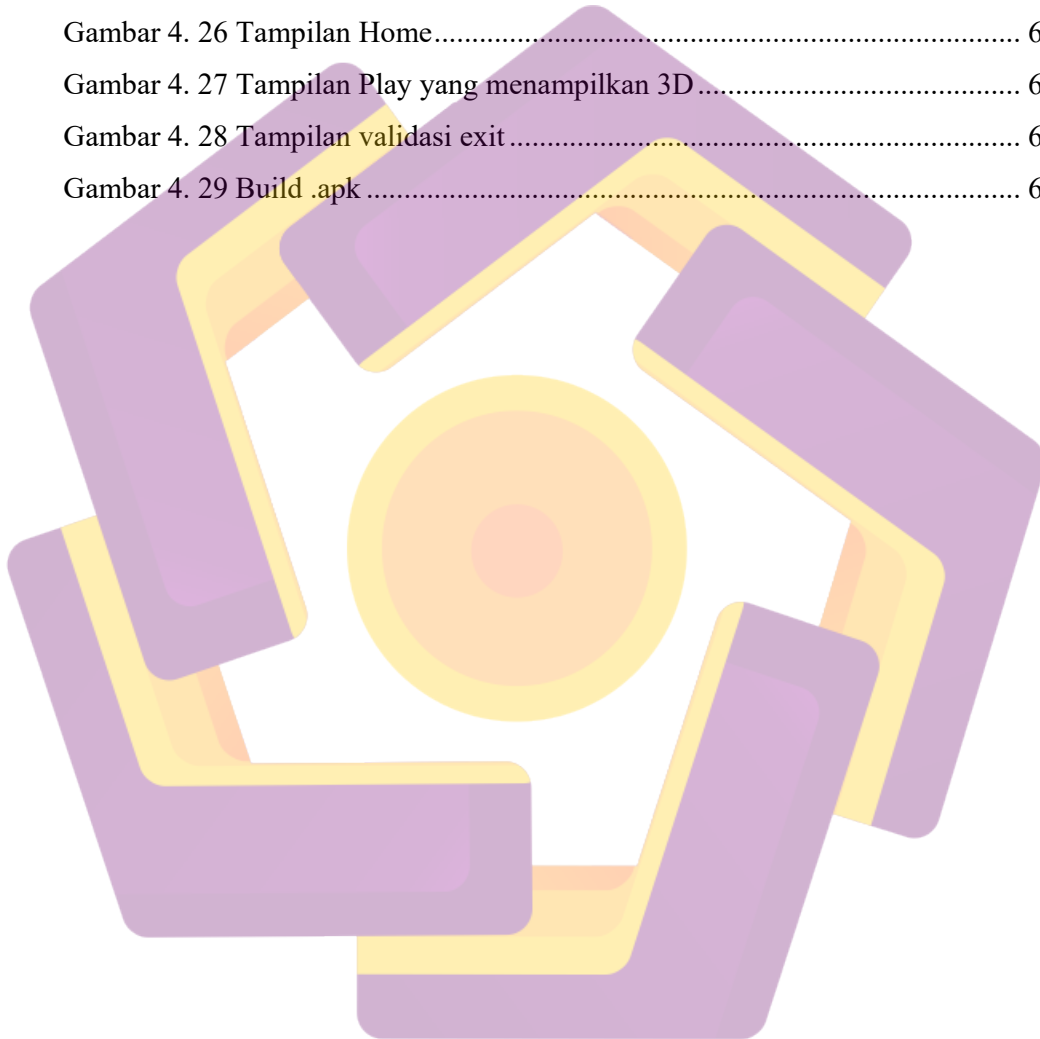 Gambar 4. 26 Tampilan Home........................................................................... 6
Gambar 4. 27 Tampilan Play yang menampilkan 3D......................................... 6
Gambar 4. 28 Tampilan validasi exit................................................................. 6
Gambar 4. 29 Build .apk.................................................................................... 6